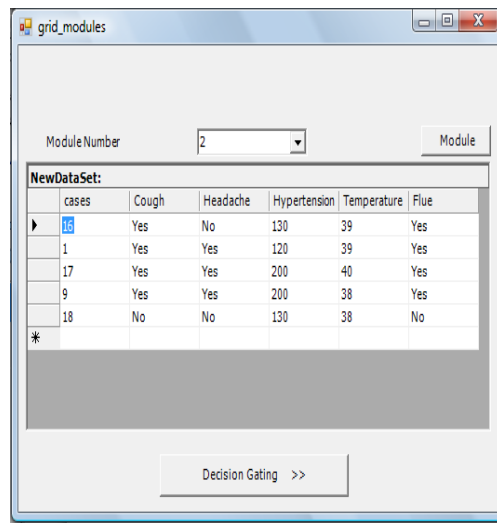 grid_modules
Module Number 2 Module
NewDataSet:
cases Cough Headache Hypertension Temperature Flue
16 Yes No 130 39 Yes
1 Yes Yes 120 39 Yes
17 Yes Yes 200 40 Yes
9 Yes Yes 200 38 Yes
18 No No 130 38 No
Decision Gating >>